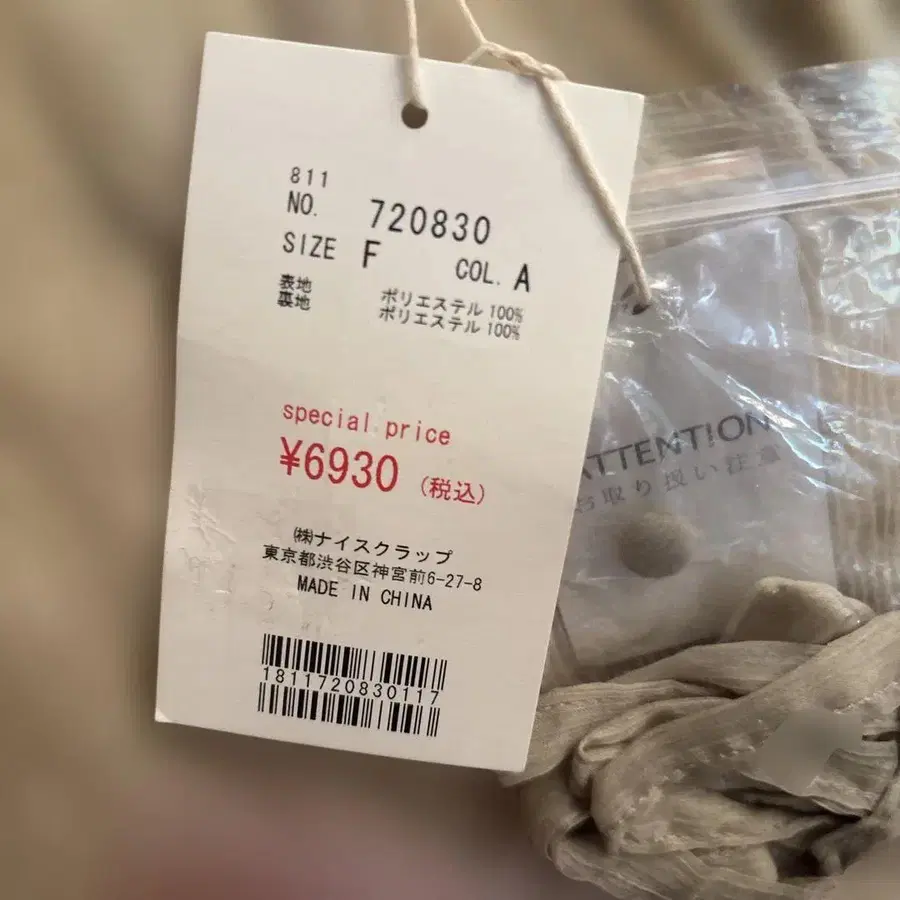 811
NO. 720830
SIZE F COL. A
表地 ポリエステル 100%
裏地 ポリエステル 100%
special price
¥6930 (税込)
㈱ナイスクラップ
東京都渋谷区神宮前6-27-8
MADE IN CHINA
1811720830117
ATTENTION
お取り扱い注意